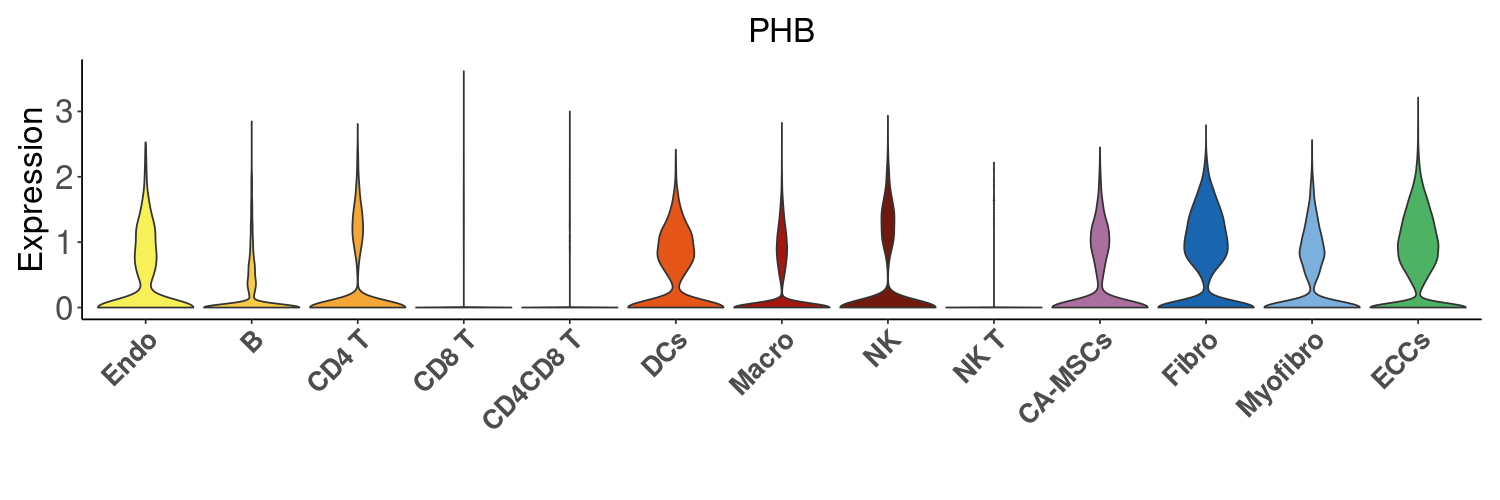 PHB
Expression
3
2
1
0
Endo
B
CD4 T
CD8 T
CD4CD8 T
DCs
Macro
NK
NK T
CA-MSCs
Fibro
Myofibro
ECCs